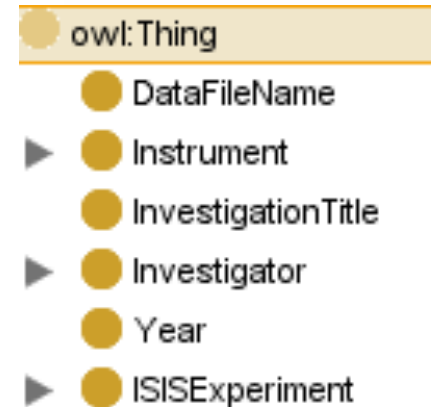 owl:Thing
DataFileName
Instrument
InvestigationTitle
Investigator
Year
ISISExperiment